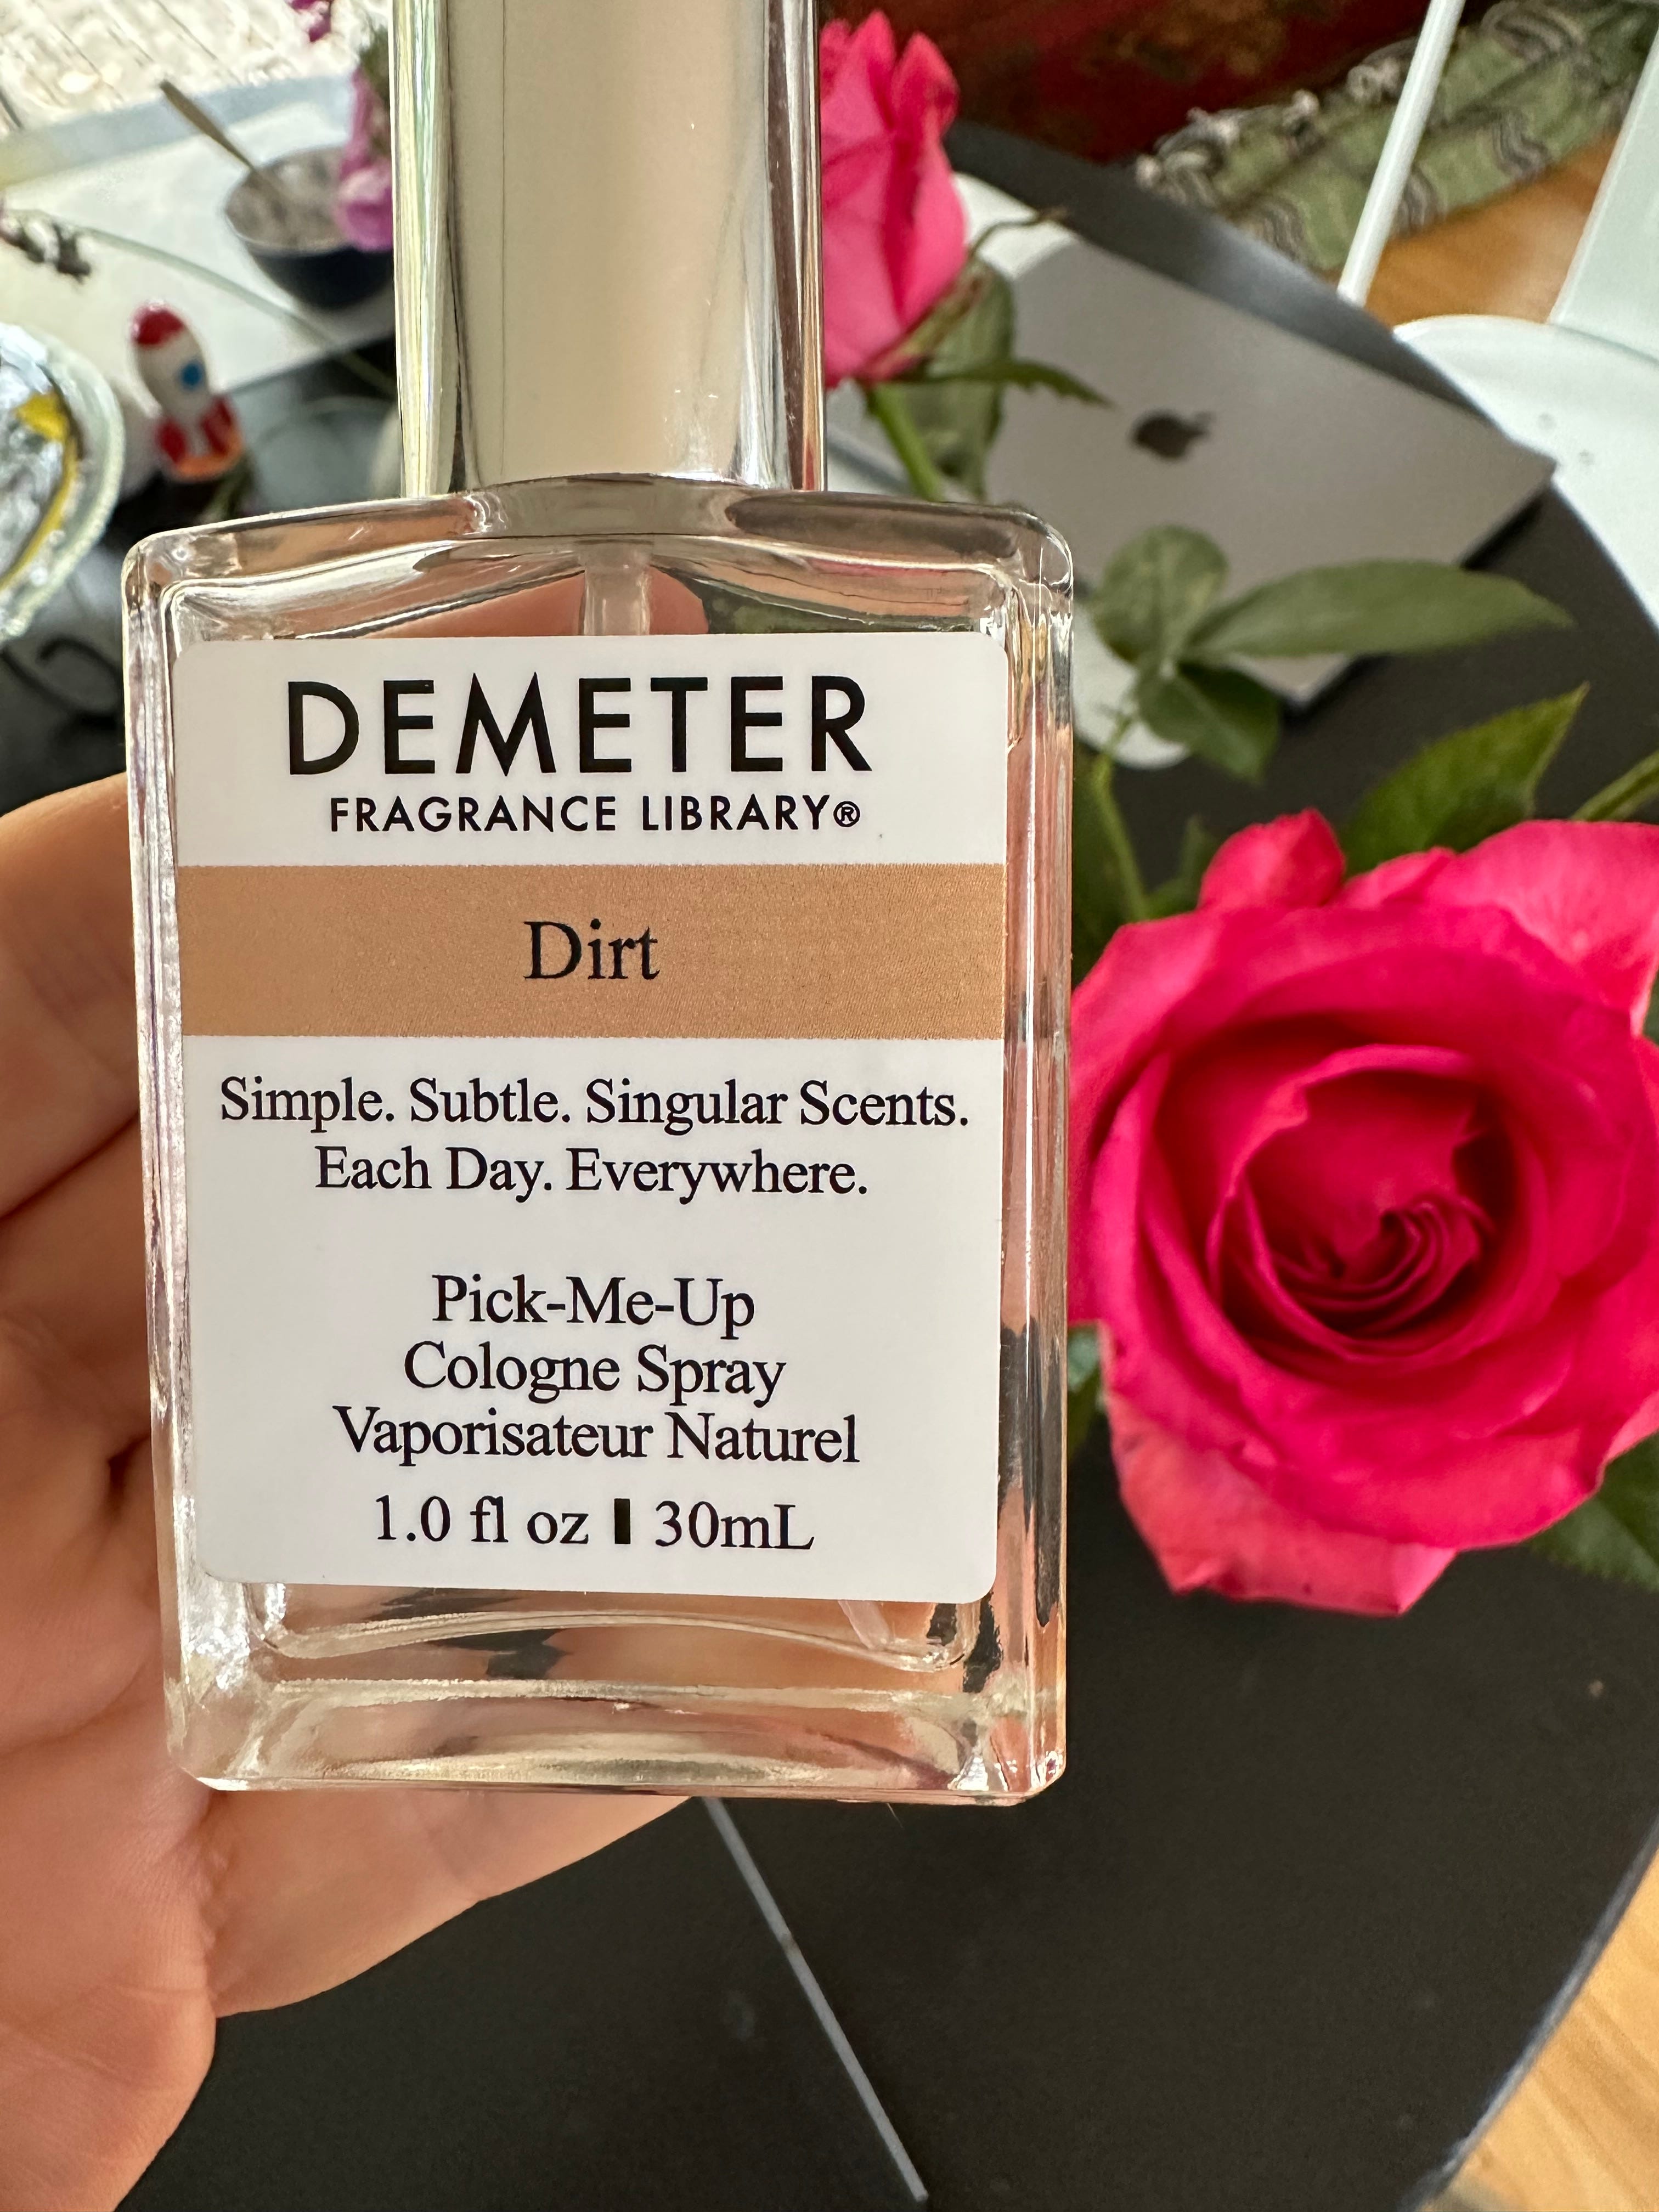 DEMETER
FRAGRANCE LIBRARY®
Dirt
Simple. Subtle. Singular Scents.
Each Day. Everywhere.
Pick-Me-Up
Cologne Spray
Vaporisateur Naturel
1.0 fl oz ▌30mL